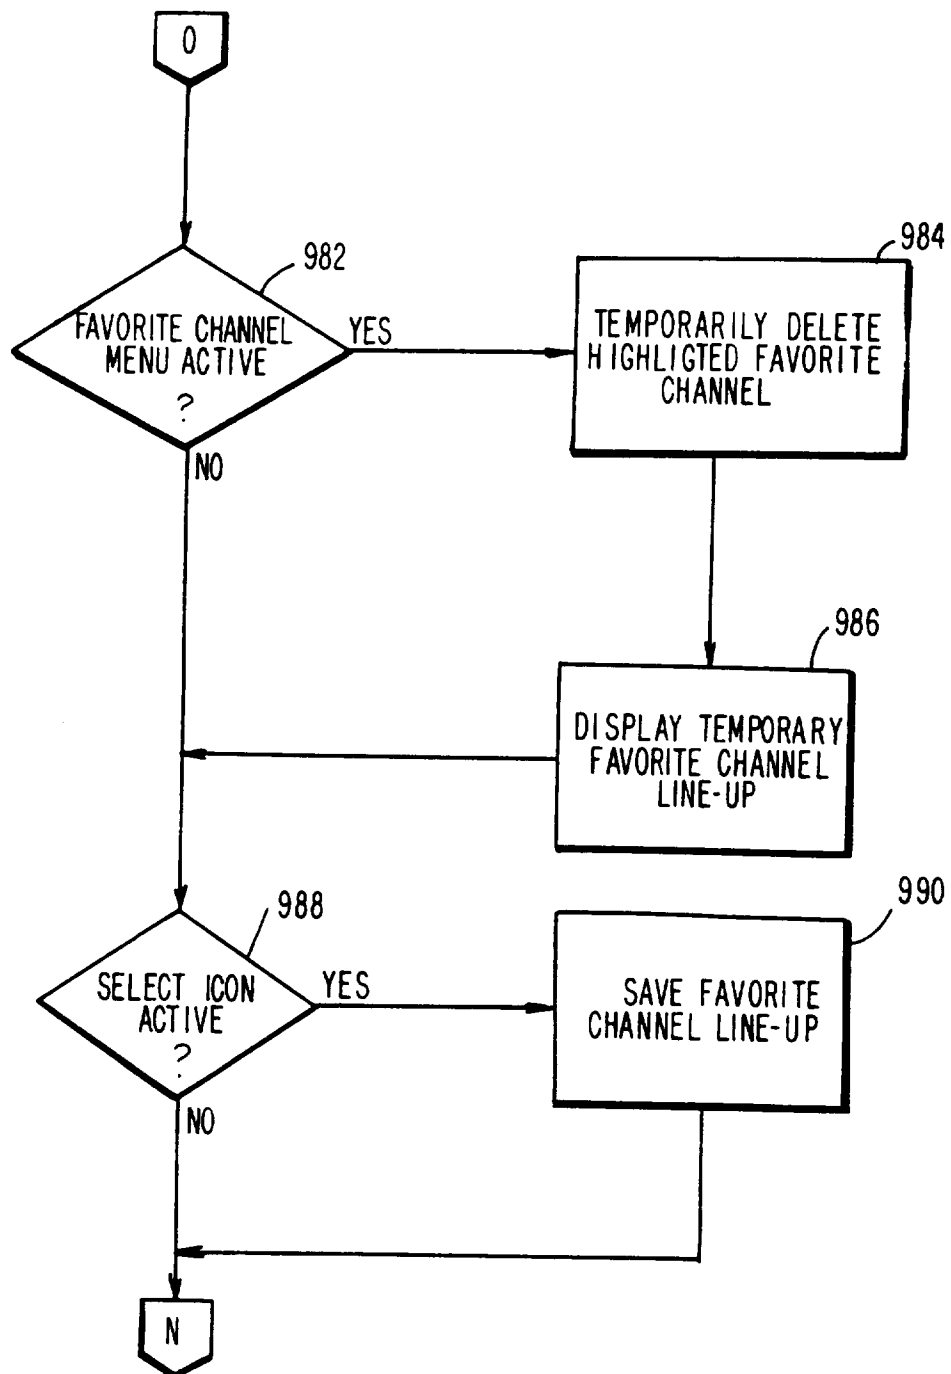 O
982
FAVORITE CHANNEL
MENU ACTIVE
?
YES
NO
984
TEMPORARILY DELETE
HIGHLIGTED FAVORITE
CHANNEL
986
DISPLAY TEMPORARY
FAVORITE CHANNEL
LINE-UP
988
SELECT ICON
ACTIVE
?
YES
NO
990
SAVE FAVORITE
CHANNEL LINE-UP
N